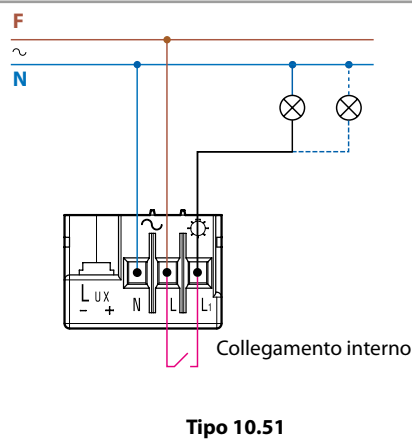 F
~
N
LUX
- +
N L L1
Collegamento interno
Tipo 10.51